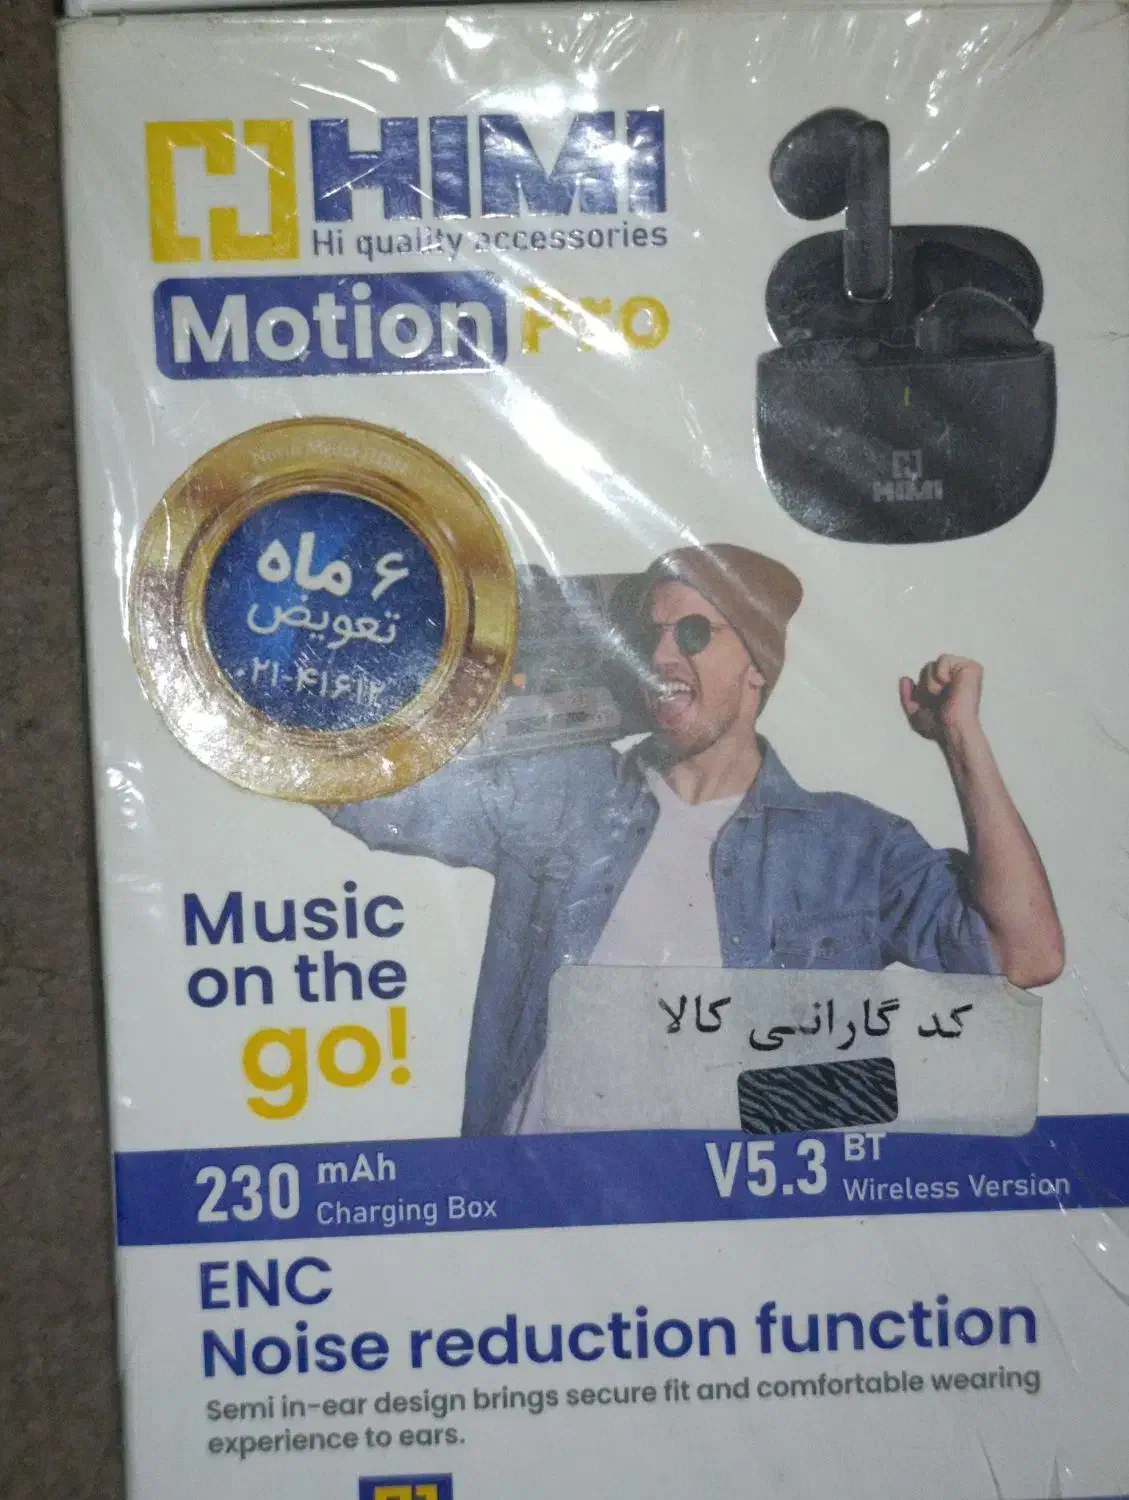 HIMI
Hi quality accessories
Motion Pro
۶ ماه
تعویض
۰۲۱-۴۱۶۱۲
Music
on the
go!
کد گارانتی کالا
230 mAh
Charging Box
V5.3 BT
Wireless Version
ENC
Noise reduction function
Semi in-ear design brings secure fit and comfortable wearing
experience to ears.
HIMI